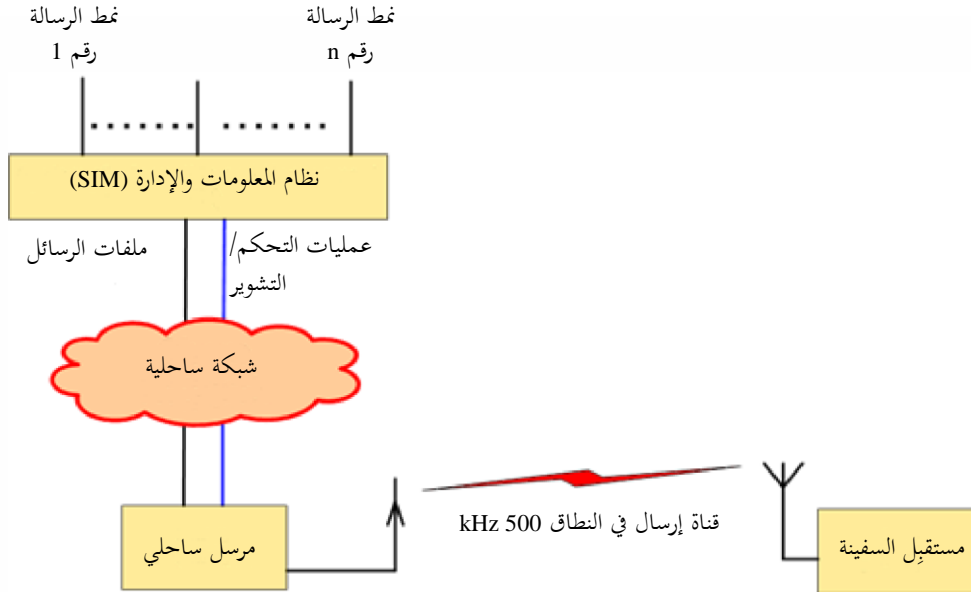 نمط الرسالة
رقم 1
نمط الرسالة
رقم n
نظام المعلومات والإدارة (SIM)
ملفات الرسائل
عمليات التحكم/
التشوير
شبكة ساحلية
قناة إرسال في النطاق 500 kHz
مرسل ساحلي
مستقبِل السفينة